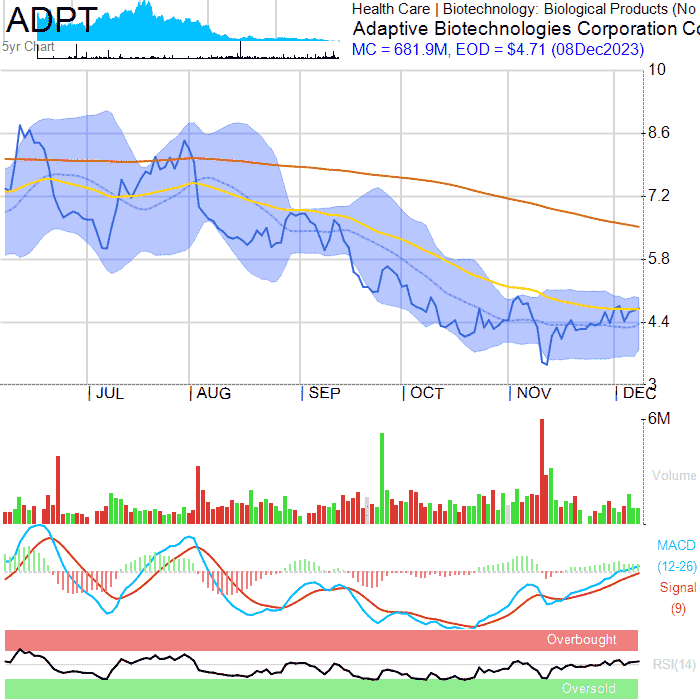 ADPT
5yr Chart
Health Care | Biotechnology: Biological Products (No
Adaptive Biotechnologies Corporation Co
MC = 681.9M, EOD = $4.71 (08Dec2023)
10
8.6
7.2
5.8
4.4
3
JUL AUG SEP OCT NOV DEC
6M
Volume
MACD
(12-26)
Signal
(9)
Overbought
RSI(14)
Oversold